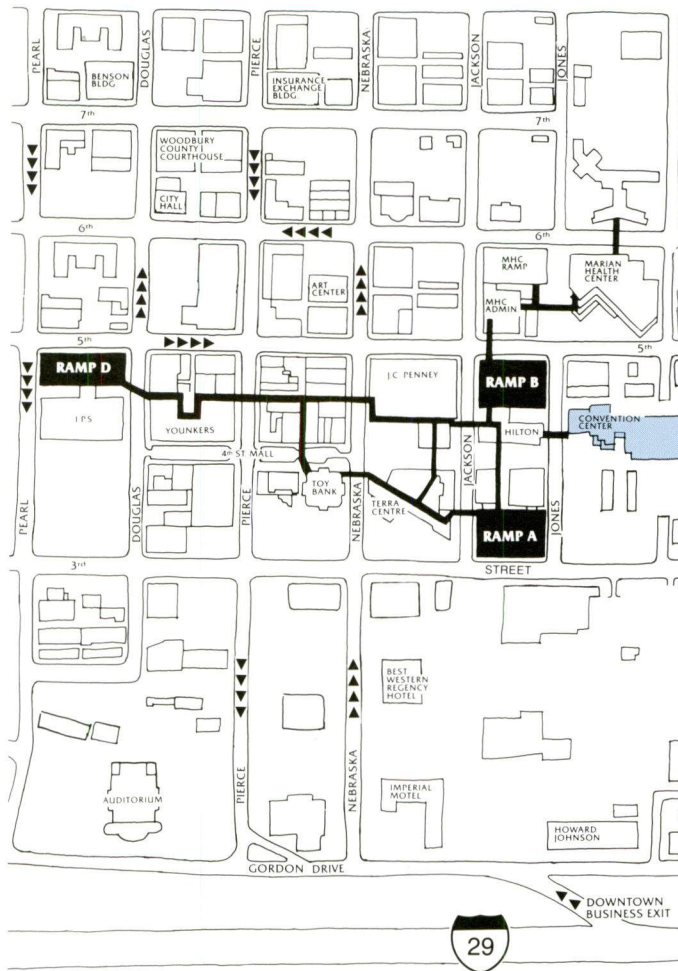 PEARL
DOUGLAS
PIERCE
NEBRASKA
JACKSON
JONES
BENSON
BLDG
INSURANCE
EXCHANGE
BLDG
7th
7th
WOODBURY
COUNTY
COURTHOUSE
CITY
HALL
6th
6th
MHC
RAMP
MARIAN
HEALTH
CENTER
ART
CENTER
MHC
ADMIN
5th
5th
RAMP D
J.C. PENNEY
RAMP B
IPS
YOUNKERS
HILTON
CONVENTION
CENTER
4th ST MALL
JACKSON
TOY
BANK
TERRA
CENTRE
PEARL
DOUGLAS
PIERCE
NEBRASKA
JONES
RAMP A
3rd
STREET
BEST
WESTERN
REGENCY
HOTEL
PIERCE
NEBRASKA
IMPERIAL
MOTEL
AUDITORIUM
HOWARD
JOHNSON
GORDON DRIVE
DOWNTOWN
BUSINESS EXIT
29